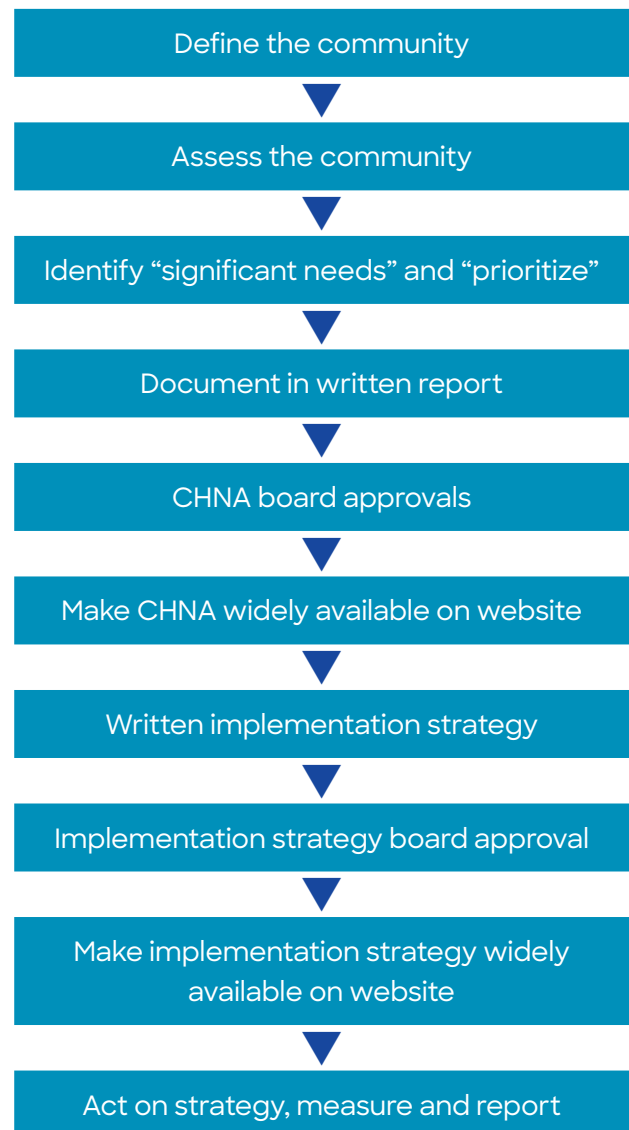 Define the community
Assess the community
Identify “significant needs” and “prioritize”
Document in written report
CHNA board approvals
Make CHNA widely available on website
Written implementation strategy
Implementation strategy board approval
Make implementation strategy widely
available on website
Act on strategy, measure and report